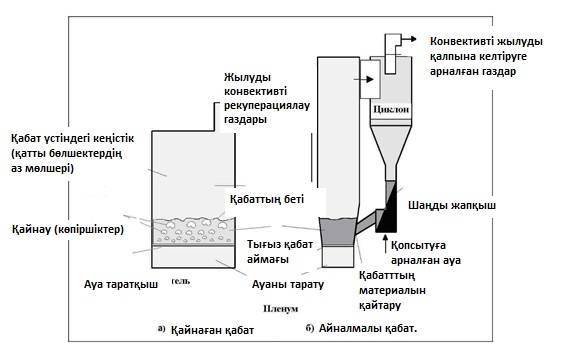 Конвективті жылуды
қалпына келтіруге
арналған газдар
Жылуды
конвективті
рекуперациялау
газдары
Циклон
Қабат үстіндегі кеңістік
(қатты бөлшектердің
аз мөлшері)
Қабаттың беті
Шаңды жапқыш
Қайнау (көпіршіктер)
Тығыз қабат
аймағы
Қопсытуға
арналған ауа
Ауа таратқыш
тель
Ауаны тарату
Қабатттың
материалын
қайтару
Пленум
а) Қайнаған қабат
б) Айналмалы қабат.